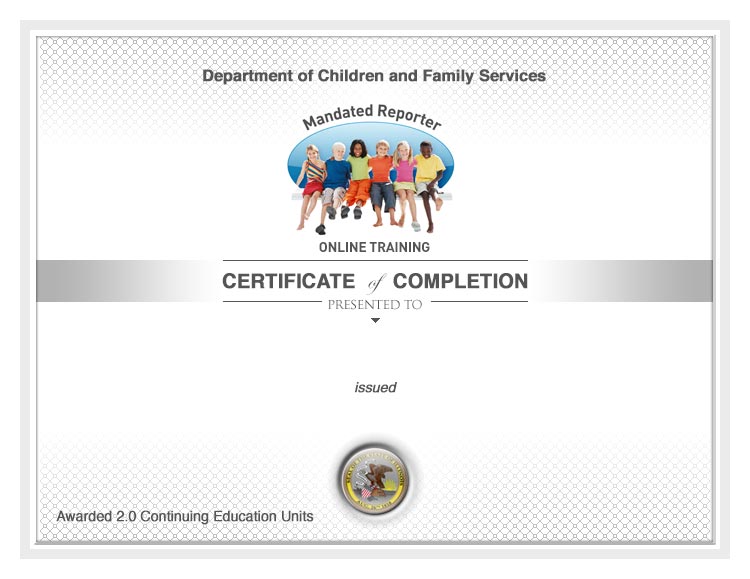 Department of Children and Family Services
Mandated Reporter
ONLINE TRAINING
CERTIFICATE of COMPLETION
PRESENTED TO
issued
Awarded 2.0 Continuing Education Units